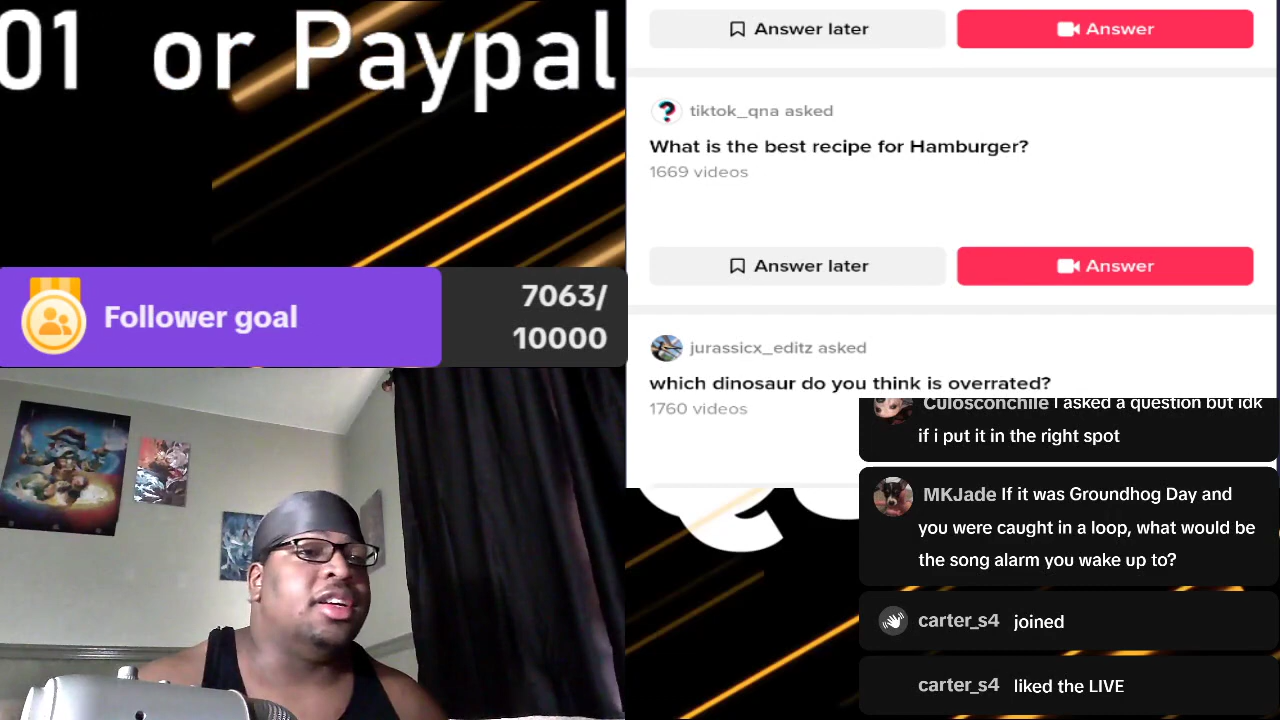 01 or Paypal
Follower goal
7063/
10000
Answer later
Answer
tiktok_qna asked
What is the best recipe for Hamburger?
1669 videos
Answer later
Answer
jurassicx_editz asked
which dinosaur do you think is overrated?
1760 videos
Culosconchile I asked a question but idk
if i put it in the right spot
MKJade If it was Groundhog Day and
you were caught in a loop, what would be
the song alarm you wake up to?
carter_s4 joined
carter_s4 liked the LIVE